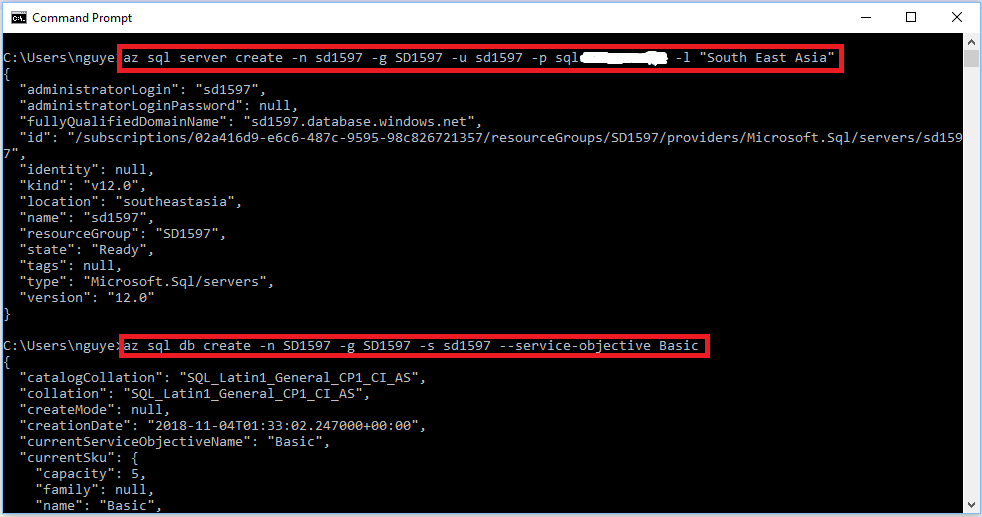 Command Prompt
C:\Users\nguye>az sql server create -n sd1597 -g SD1597 -u sd1597 -p sql -l "South East Asia"
{
  "administratorLogin": "sd1597",
  "administratorLoginPassword": null,
  "fullyQualifiedDomainName": "sd1597.database.windows.net",
  "id": "/subscriptions/02a416d9-e6c6-487c-9595-98c826721357/resourceGroups/SD1597/providers/Microsoft.Sql/servers/sd159
7",
  "identity": null,
  "kind": "v12.0",
  "location": "southeastasia",
  "name": "sd1597",
  "resourceGroup": "SD1597",
  "state": "Ready",
  "tags": null,
  "type": "Microsoft.Sql/servers",
  "version": "12.0"
}
C:\Users\nguye>az sql db create -n SD1597 -g SD1597 -s sd1597 --service-objective Basic
{
  "catalogCollation": "SQL_Latin1_General_CP1_CI_AS",
  "collation": "SQL_Latin1_General_CP1_CI_AS",
  "createMode": null,
  "creationDate": "2018-11-04T01:33:02.247000+00:00",
  "currentServiceObjectiveName": "Basic",
  "currentSku": {
    "capacity": 5,
    "family": null,
    "name": "Basic",